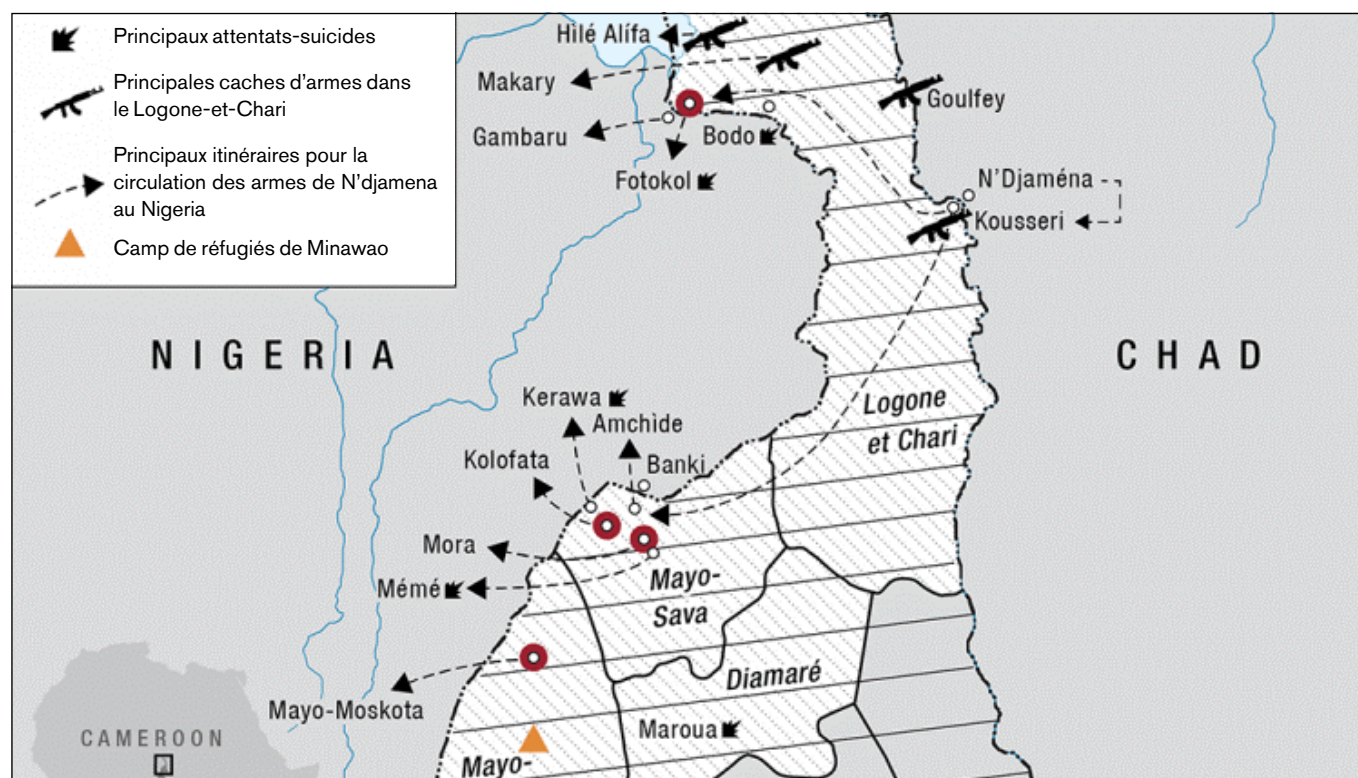 Principaux attentats-suicides
Principales caches d'armes dans
le Logone-et-Chari
Principaux itinéraires pour la
circulation des armes de N'djamena
au Nigeria
Camp de réfugiés de Minawao
Hilé Alífa
Makary
Goulfey
Gambaru
Bodo
Fotokol
N'Djaména
Kousseri
NIGERIA
CHAD
Kerawa
Amchìde
Logone
et Chari
Kolofata
Banki
Mora
Mayo-
Sava
Mémé
Diamaré
Mayo-Moskota
Maroua
CAMEROON
Mayo-